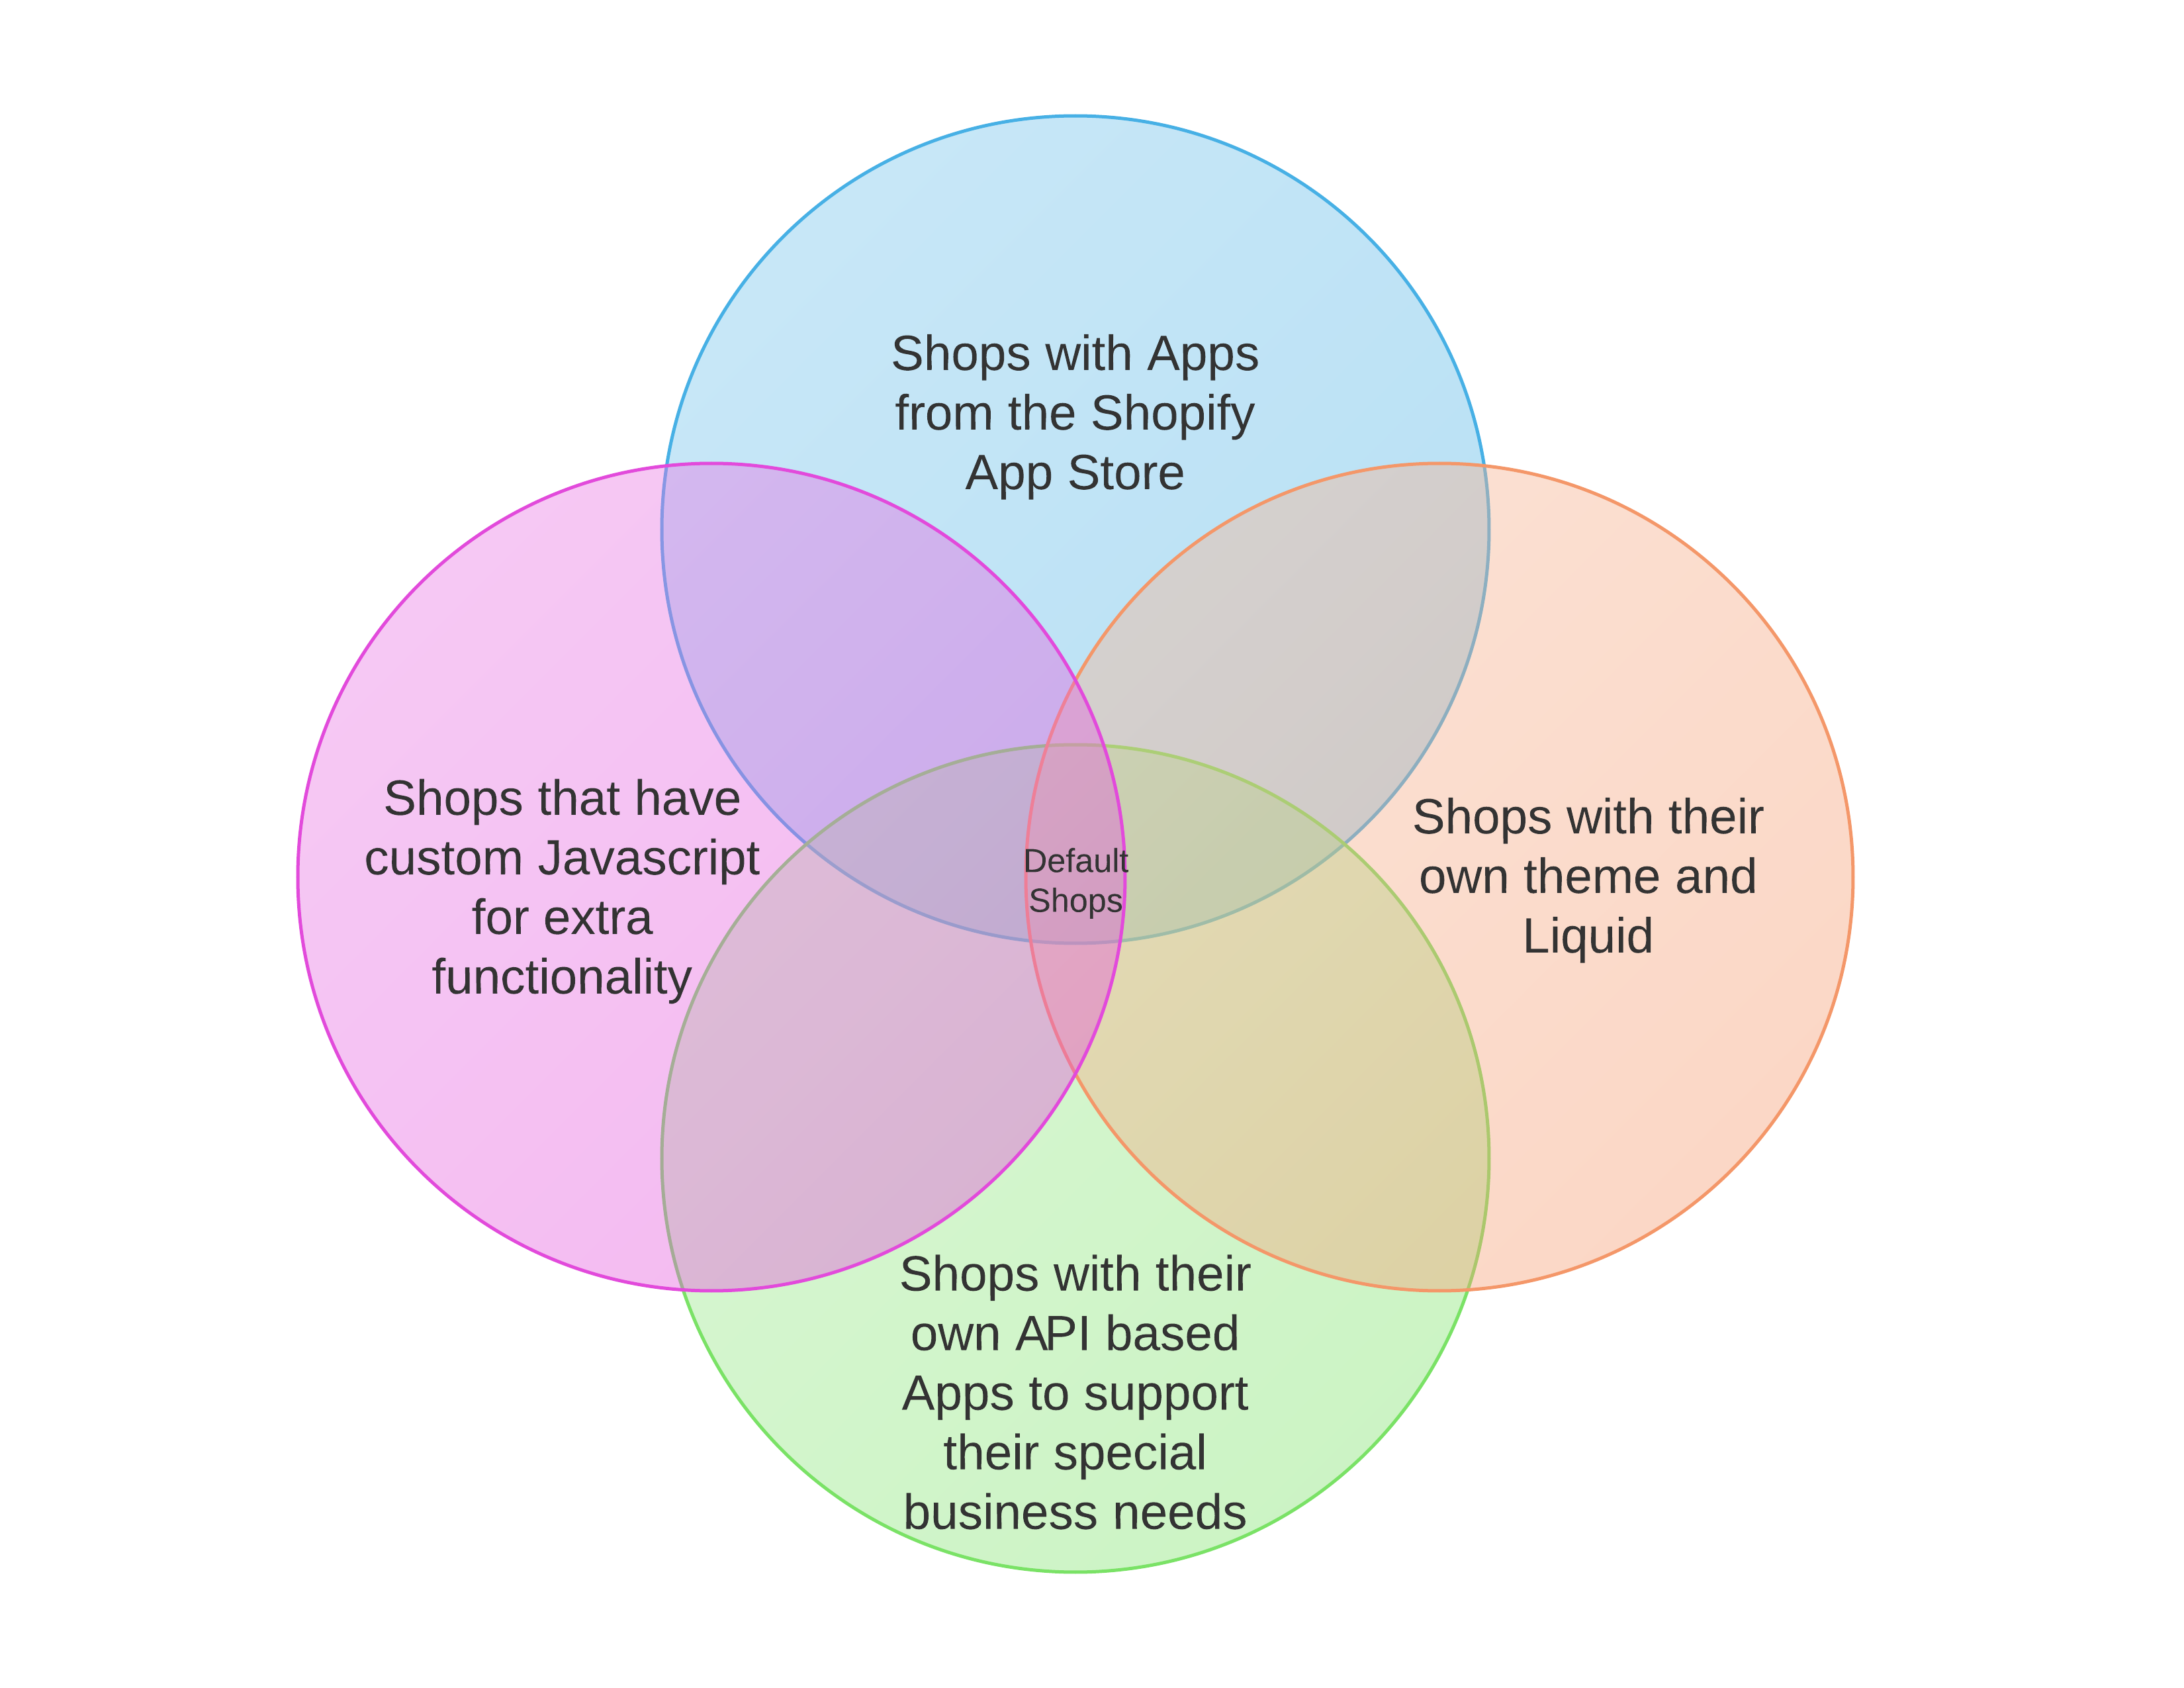 Shops with Apps
from the Shopify
App Store
Shops that have
custom Javascript
for extra
functionality
Default
Shops
Shops with their
own theme and
Liquid
Shops with their
own API based
Apps to support
their special
business needs